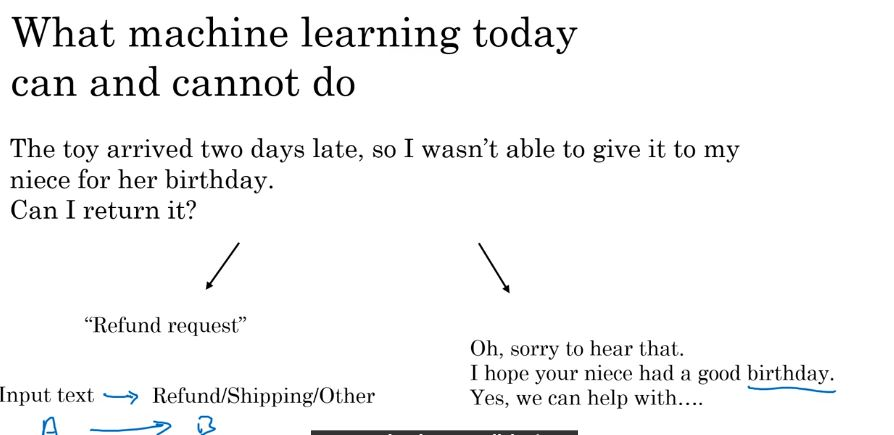 What machine learning today
can and cannot do
The toy arrived two days late, so I wasn’t able to give it to my
niece for her birthday.
Can I return it?
“Refund request”
Input text → Refund/Shipping/Other
A → B
Oh, sorry to hear that.
I hope your niece had a good birthday.
Yes, we can help with….